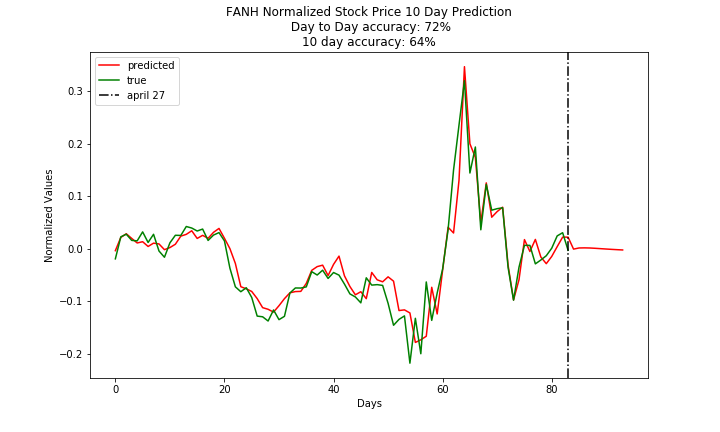 FANH Normalized Stock Price 10 Day Prediction
Day to Day accuracy: 72%
10 day accuracy: 64%
predicted
true
april 27
Normalized Values
0.3
0.2
0.1
0.0
−0.1
−0.2
0 20 40 60 80
Days